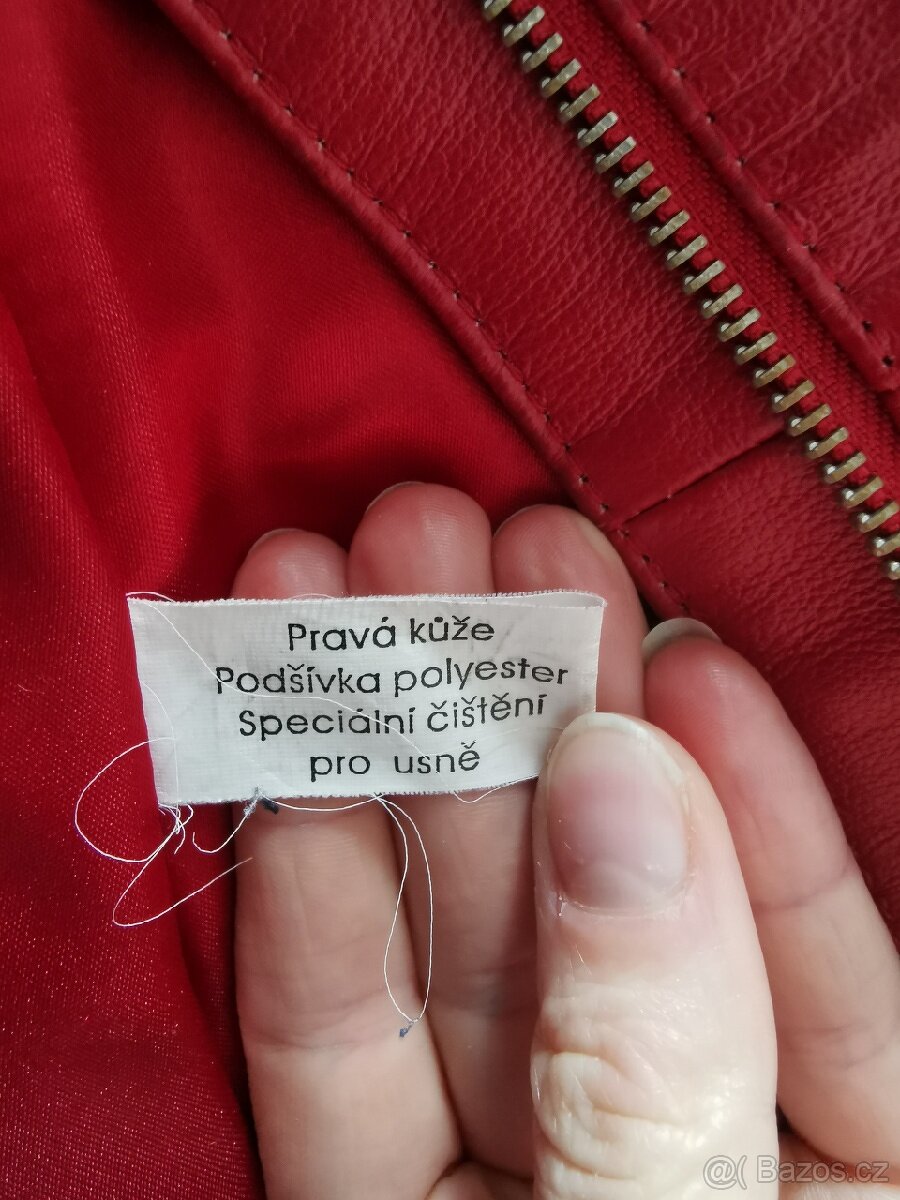 Pravá kůže
Podšívka polyester
Speciální čištění
pro usně
@( Bazos.cz